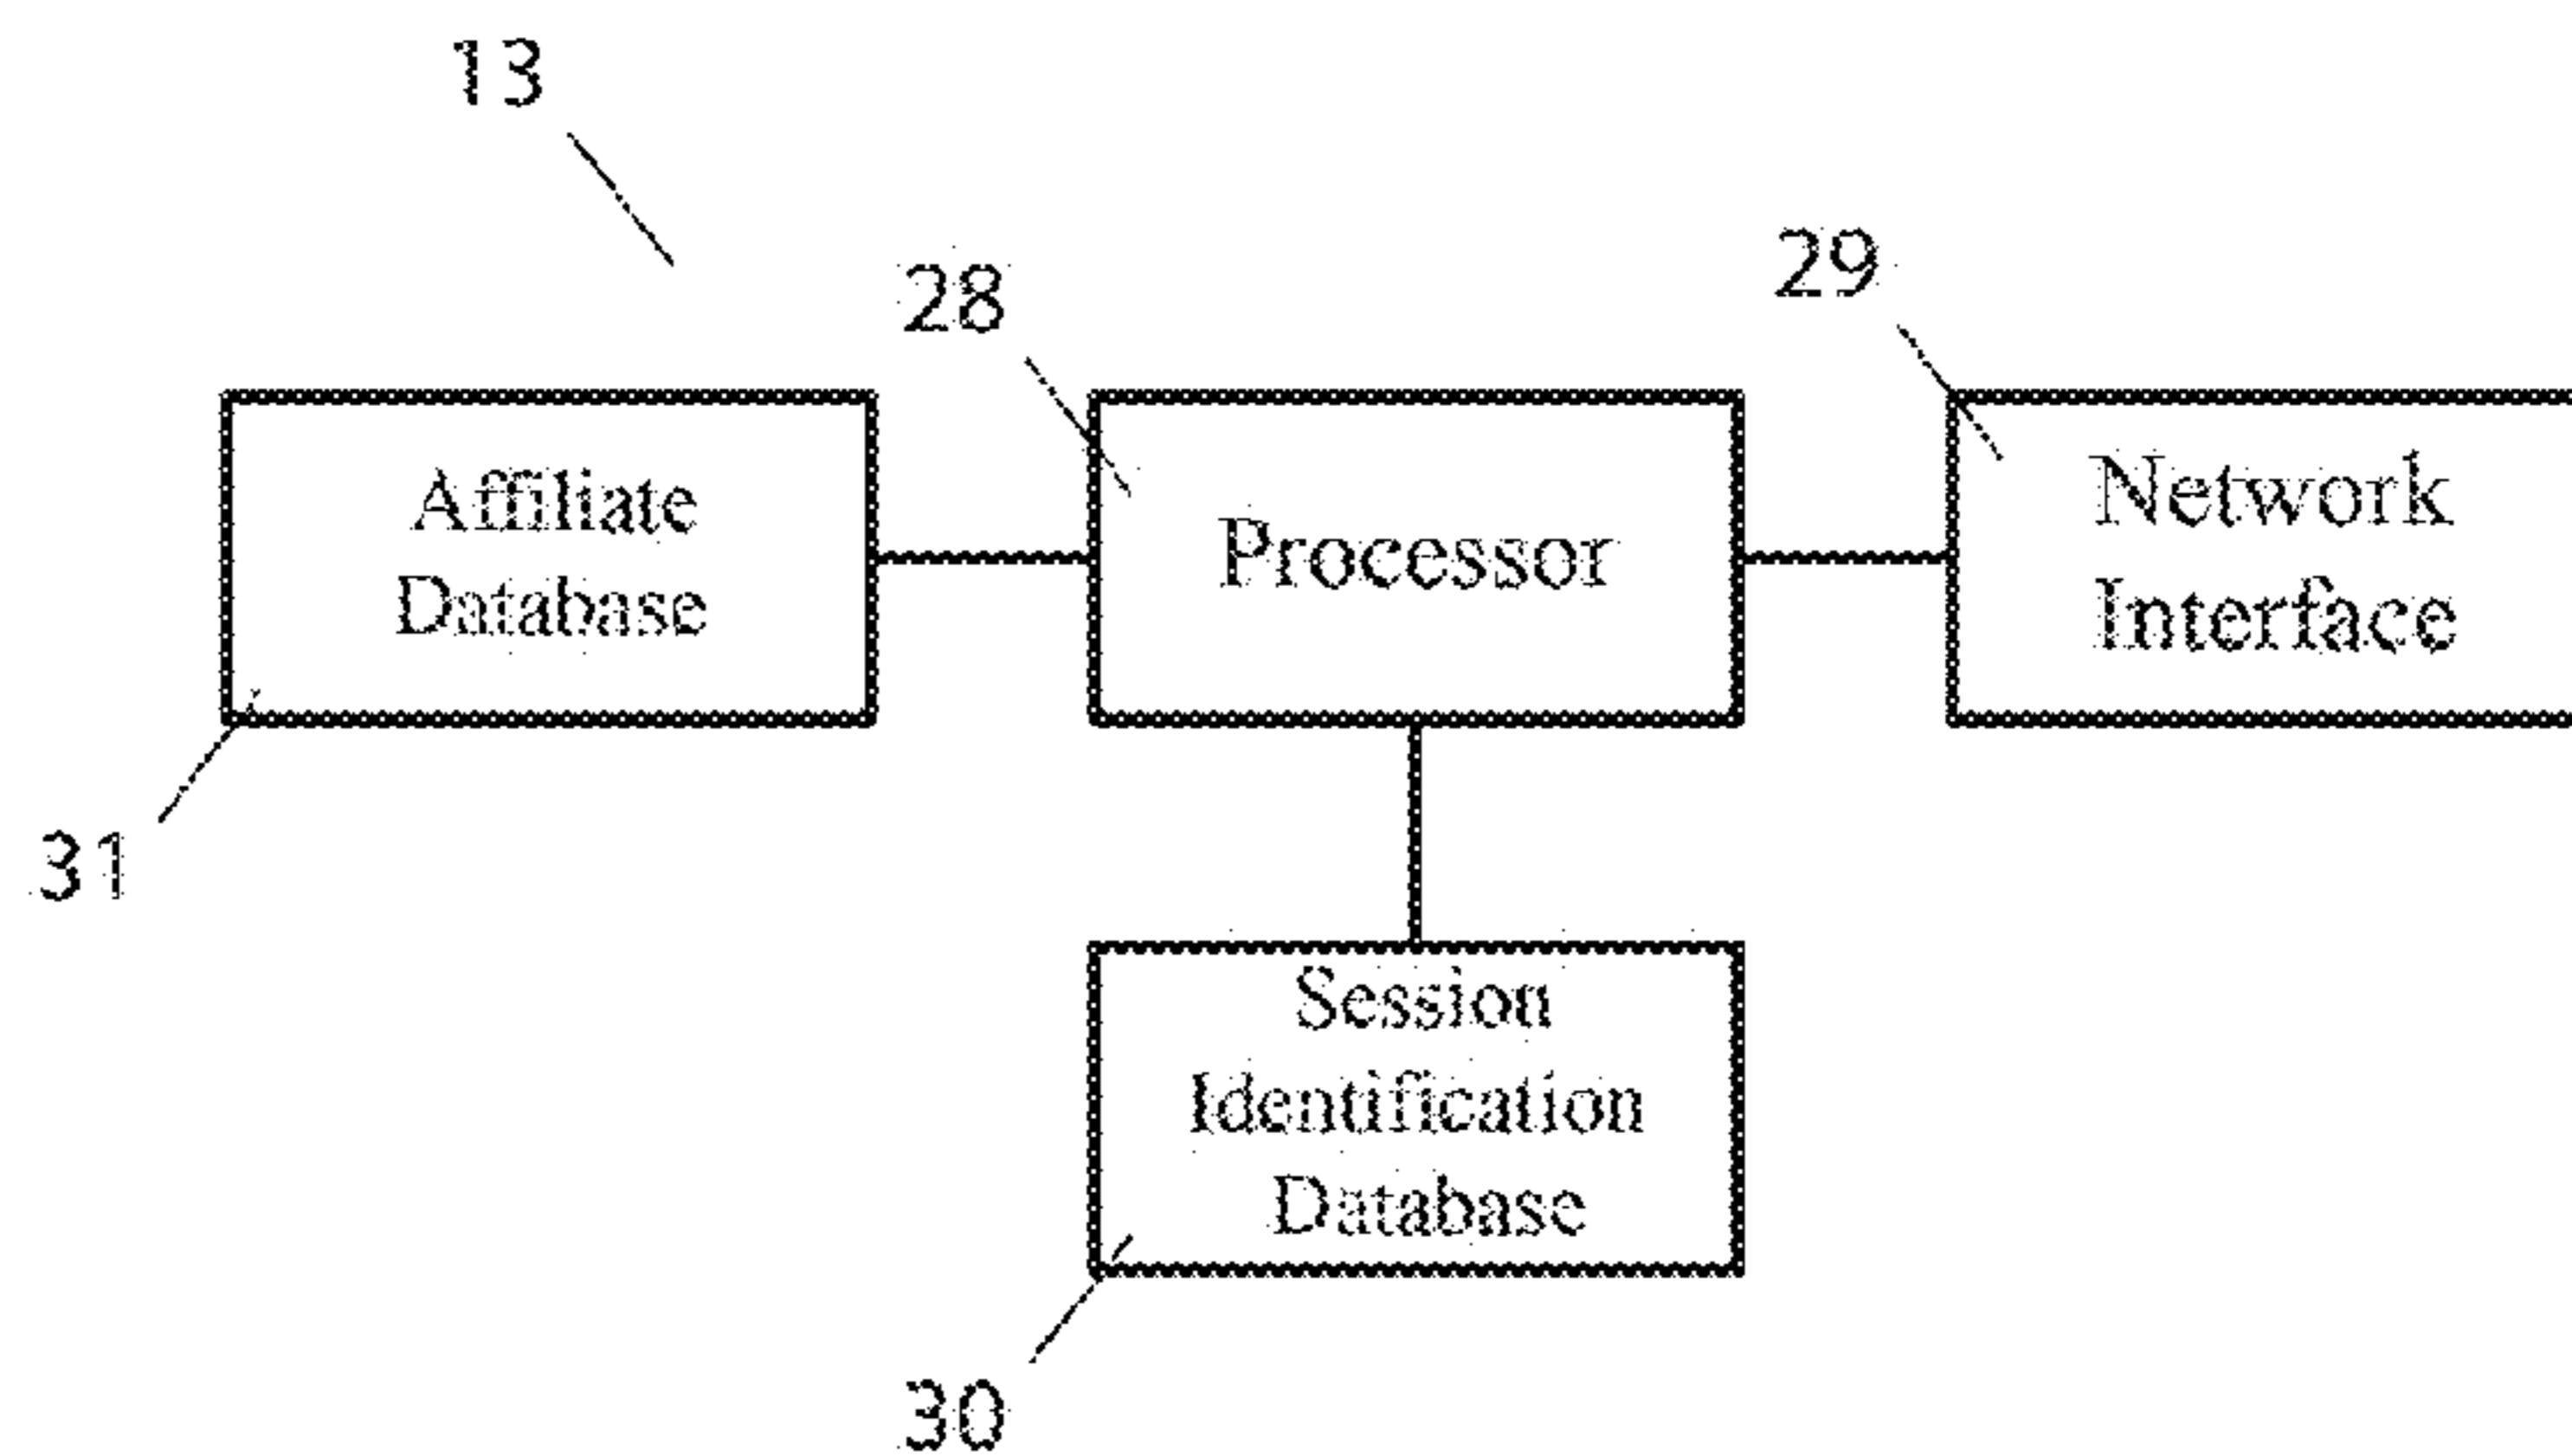 13
28
29
Affiliate
Database
Processor
Network
Interface
31
Session
Identification
Database
30